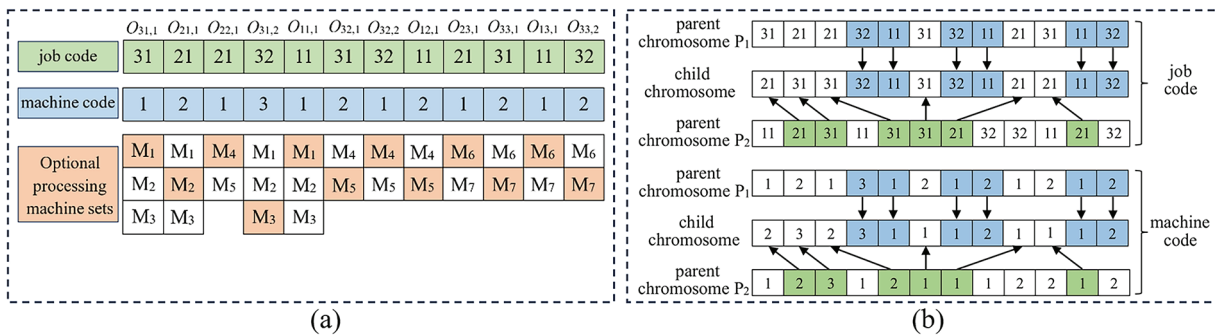 O31,1 O21,1 O22,1 O31,2 O11,1 O32,1 O32,2 O12,1 O23,1 O33,1 O13,1 O33,2
job code 31 21 21 32 11 31 32 11 21 31 11 32
machine code 1 2 1 3 1 2 1 2 1 2 1 2
Optional processing machine sets
M1 M1 M4 M1 M1 M4 M4 M4 M6 M6 M6 M6
M2 M2 M5 M2 M2 M5 M5 M5 M7 M7 M7 M7
M3 M3 M3 M3
(a)
parent chromosome P1 31 21 21 32 11 31 32 11 21 31 11 32
child chromosome 21 31 31 32 11 31 32 11 21 21 11 32
parent chromosome P2 11 21 31 11 31 31 21 32 32 11 21 32
job code
parent chromosome P1 1 2 1 3 1 2 1 2 1 2 1 2
child chromosome 2 3 2 3 1 1 1 2 1 1 1 2
parent chromosome P2 1 2 3 1 2 1 1 1 2 2 1 2
machine code
(b)